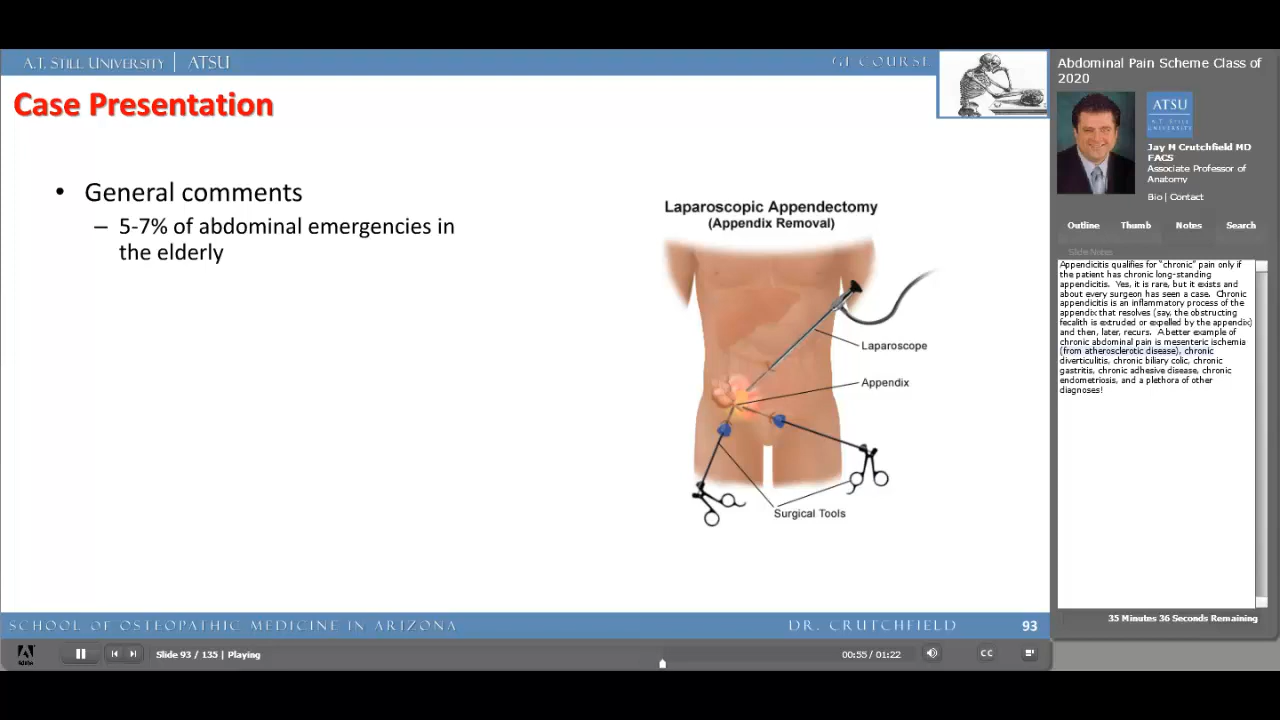 A.T. STILL UNIVERSITY | ATSU
GI COURSE
Case Presentation
• General comments
– 5-7% of abdominal emergencies in
the elderly
Laparoscopic Appendectomy
(Appendix Removal)
Laparoscope
Appendix
Surgical Tools
SCHOOL OF OSTEOPATHIC MEDICINE IN ARIZONA
DR. CRUTCHFIELD
93
Abdominal Pain Scheme Class of
2020
ATSU
A.T. STILL
UNIVERSITY
Jay M Crutchfield MD
FACS
Associate Professor of
Anatomy
Bio | Contact
Outline Thumb Notes Search
Slide Notes
Appendicitis qualifies for "chronic" pain only if
the patient has chronic long-standing
appendicitis. Yes, it is rare, but it exists and
about every surgeon has seen a case. Chronic
appendicitis is an inflammatory process of the
appendix that resolves (say, the obstructing
fecalith is extruded or expelled by the appendix)
and then, later, recurs. A better example of
chronic abdominal pain is mesenteric ischemia
(from atherosclerotic disease), chronic
diverticulitis, chronic biliary colic, chronic
gastritis, chronic adhesive disease, chronic
endometriosis, and a plethora of other
diagnoses!
35 Minutes 36 Seconds Remaining
Adobe
Slide 93 / 135 | Playing
00:55 / 01:22
CC